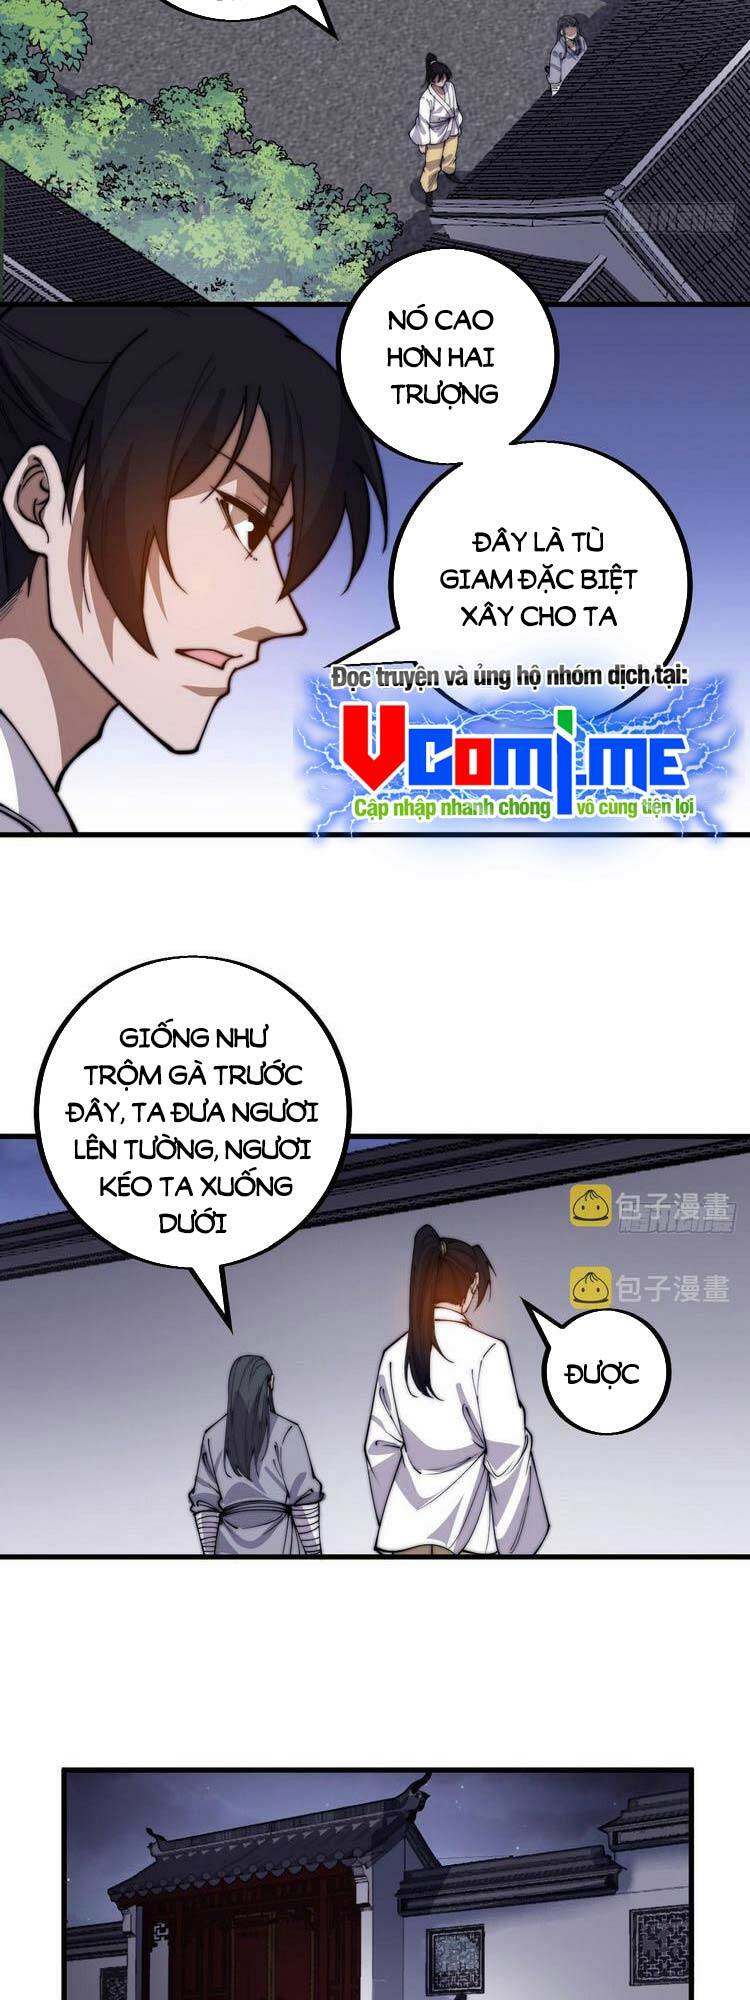 NÓ CAO
HƠN HAI
TRƯỢNG
ĐÂY LÀ TÙ
GIAM ĐẶC BIỆT
XÂY CHO TA
Đọc truyện và ủng hộ nhóm dịch tại:
VComi.me
Cập nhập nhanh chóng vô cùng tiện lợi
GIỐNG NHƯ
TRỘM GÀ TRƯỚC
ĐÂY, TA ĐƯA NGƯƠI
LÊN TƯỜNG, NGƯƠI
KÉO TA XUỐNG
DƯỚI
包子漫畫
包子漫畫
ĐƯỢC